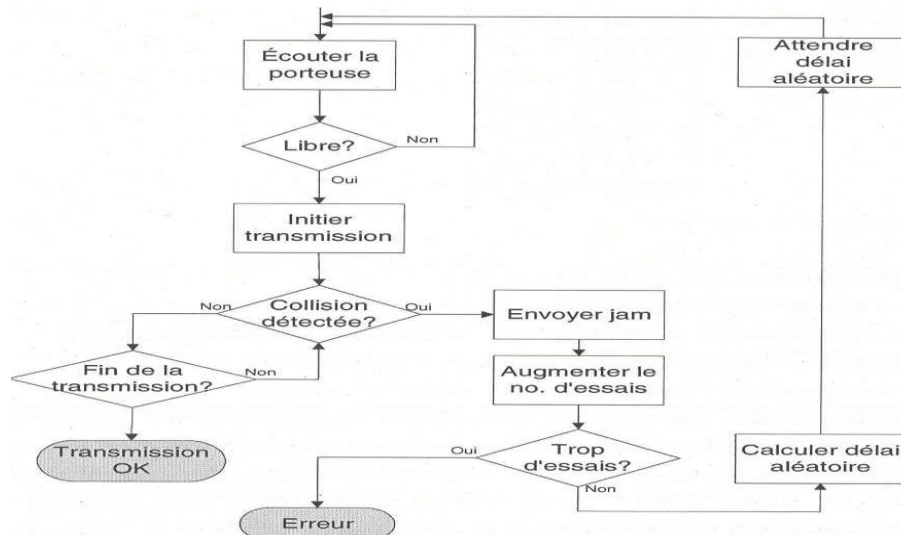 Écouter la
porteuse
Attendre
délai
aléatoire
Libre?
Non
Oui
Initier
transmission
Non
Collision
détectée?
Oui
Envoyer jam
Fin de la
transmission?
Non
Augmenter le
no. d'essais
Transmission
OK
Oui
Trop
d'essais?
Non
Calculer délai
aléatoire
Erreur